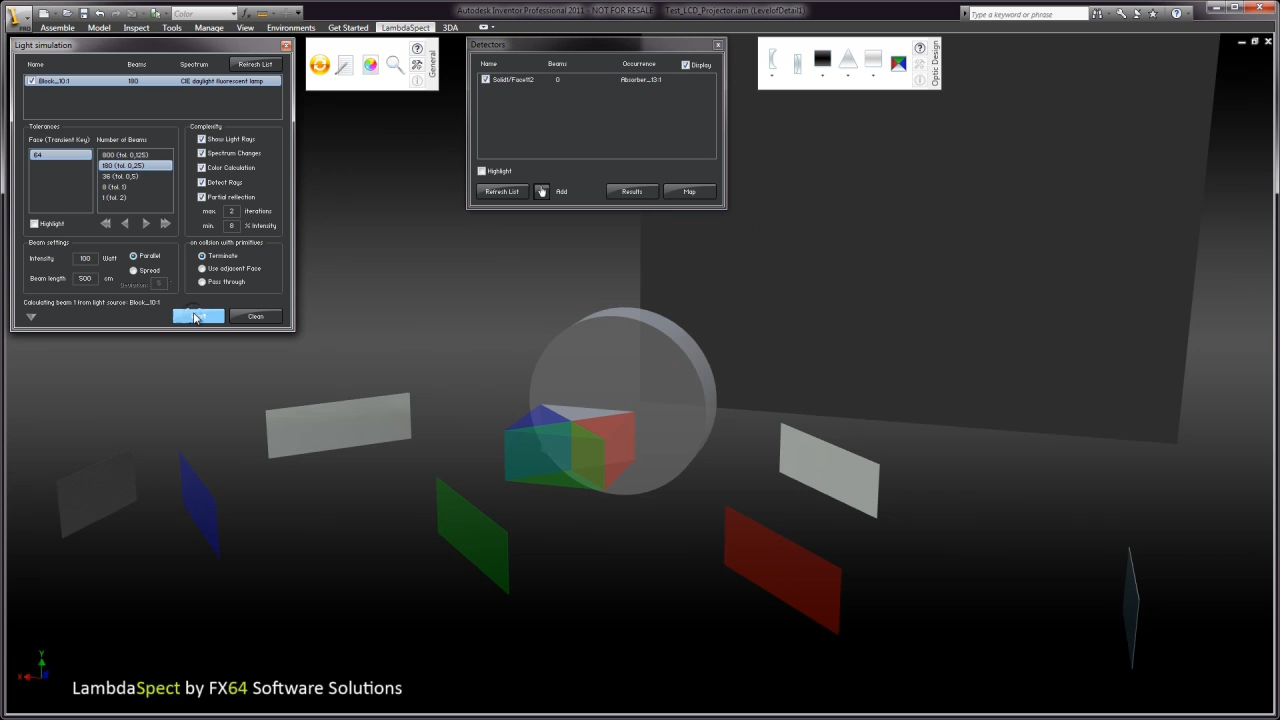 Autodesk Inventor Professional 2011 - NOT FOR RESALE - Test_LCD_Projector.iam (LevelofDetail1)
Type a keyword or phrase
PRO
Color
Assemble Model Inspect Tools Manage View Environments Get Started LambdaSpect 3DA
Light simulation
Name Beams Spectrum Refresh List
Block_10:1 180 CIE daylight fluorescent lamp
Tolerances
Face (Transient Key) Number of Beams
64
800 (tol. 0,125)
180 (tol. 0,25)
36 (tol. 0,5)
8 (tol. 1)
1 (tol. 2)
Highlight
Complexity
Show Light Rays
Spectrum Changes
Color Calculation
Detect Rays
Partial reflection
max. 2 iterations
min. 8 % Intensity
Beam settings
Intensity 100 Watt Parallel
Spread
Beam length 500 cm
Deviation: 5 °
on collision with primitives
Terminate
Use adjacent Face
Pass through
Calculating beam 1 from light source: Block_10:1
Clean
General
Detectors
Name Beams Occurrence Display
Solid1/Face112 0 Absorber_13:1
Highlight
Refresh List Add Results Map
Optic Design
Y
X
LambdaSpect by FX64 Software Solutions